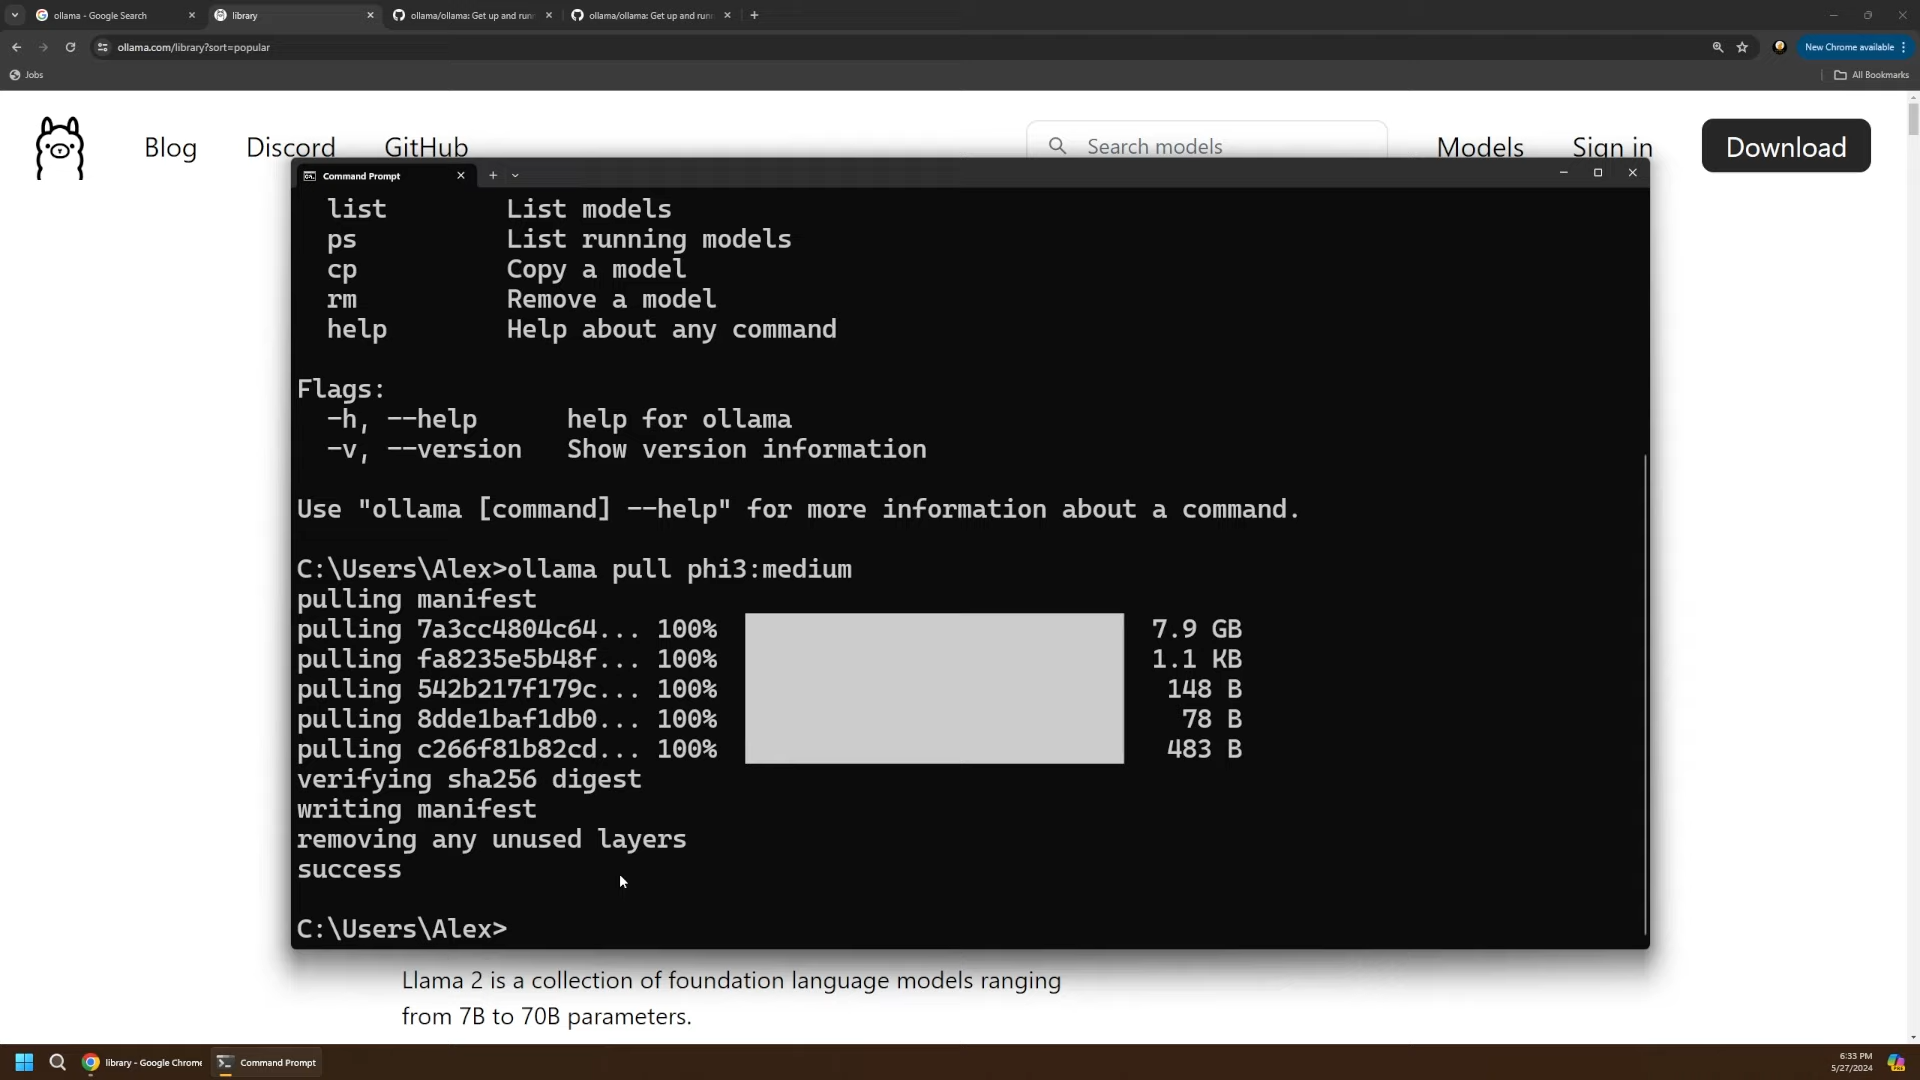 ollama - Google Search
library
ollama/ollama: Get up and runn
ollama/ollama: Get up and runn
ollama.com/library?sort=popular
New Chrome available
Jobs
All Bookmarks
Blog Discord GitHub
Search models
Models Sign in Download
Command Prompt
list List models
ps List running models
cp Copy a model
rm Remove a model
help Help about any command
Flags:
-h, --help help for ollama
-v, --version Show version information
Use "ollama [command] --help" for more information about a command.
C:\Users\Alex>ollama pull phi3:medium
pulling manifest
pulling 7a3cc4804c64... 100% 7.9 GB
pulling fa8235e5b48f... 100% 1.1 KB
pulling 542b217f179c... 100% 148 B
pulling 8dde1baf1db0... 100% 78 B
pulling c266f81b82cd... 100% 483 B
verifying sha256 digest
writing manifest
removing any unused layers
success
C:\Users\Alex>
Llama 2 is a collection of foundation language models ranging
from 7B to 70B parameters.
library - Google Chrome
Command Prompt
6:33 PM
5/27/2024